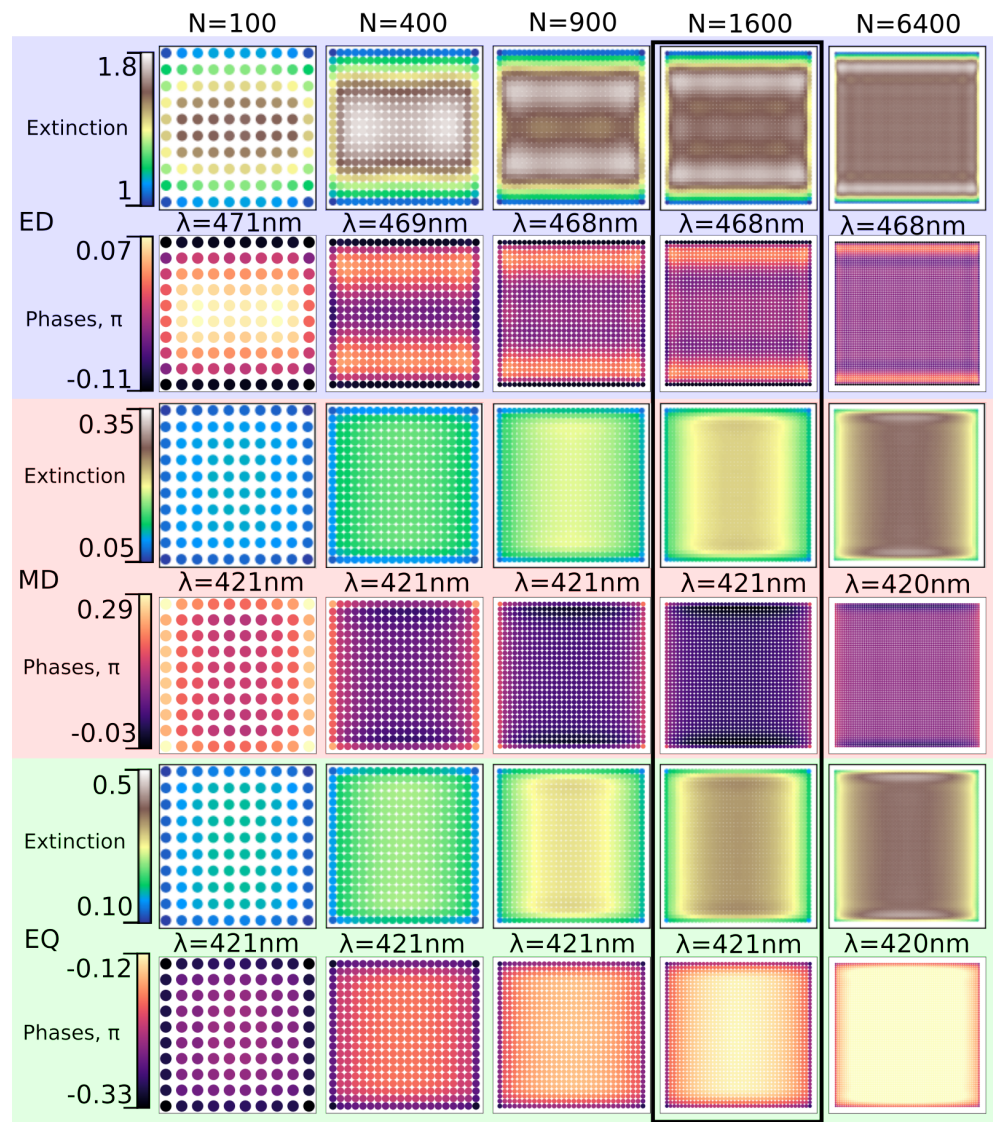 N=100 N=400 N=900 N=1600 N=6400
1.8
Extinction
1
ED λ=471nm λ=469nm λ=468nm λ=468nm λ=468nm
0.07
Phases, π
-0.11
0.35
Extinction
0.05
MD λ=421nm λ=421nm λ=421nm λ=421nm λ=420nm
0.29
Phases, π
-0.03
0.5
Extinction
0.10
EQ λ=421nm λ=421nm λ=421nm λ=421nm λ=420nm
-0.12
Phases, π
-0.33